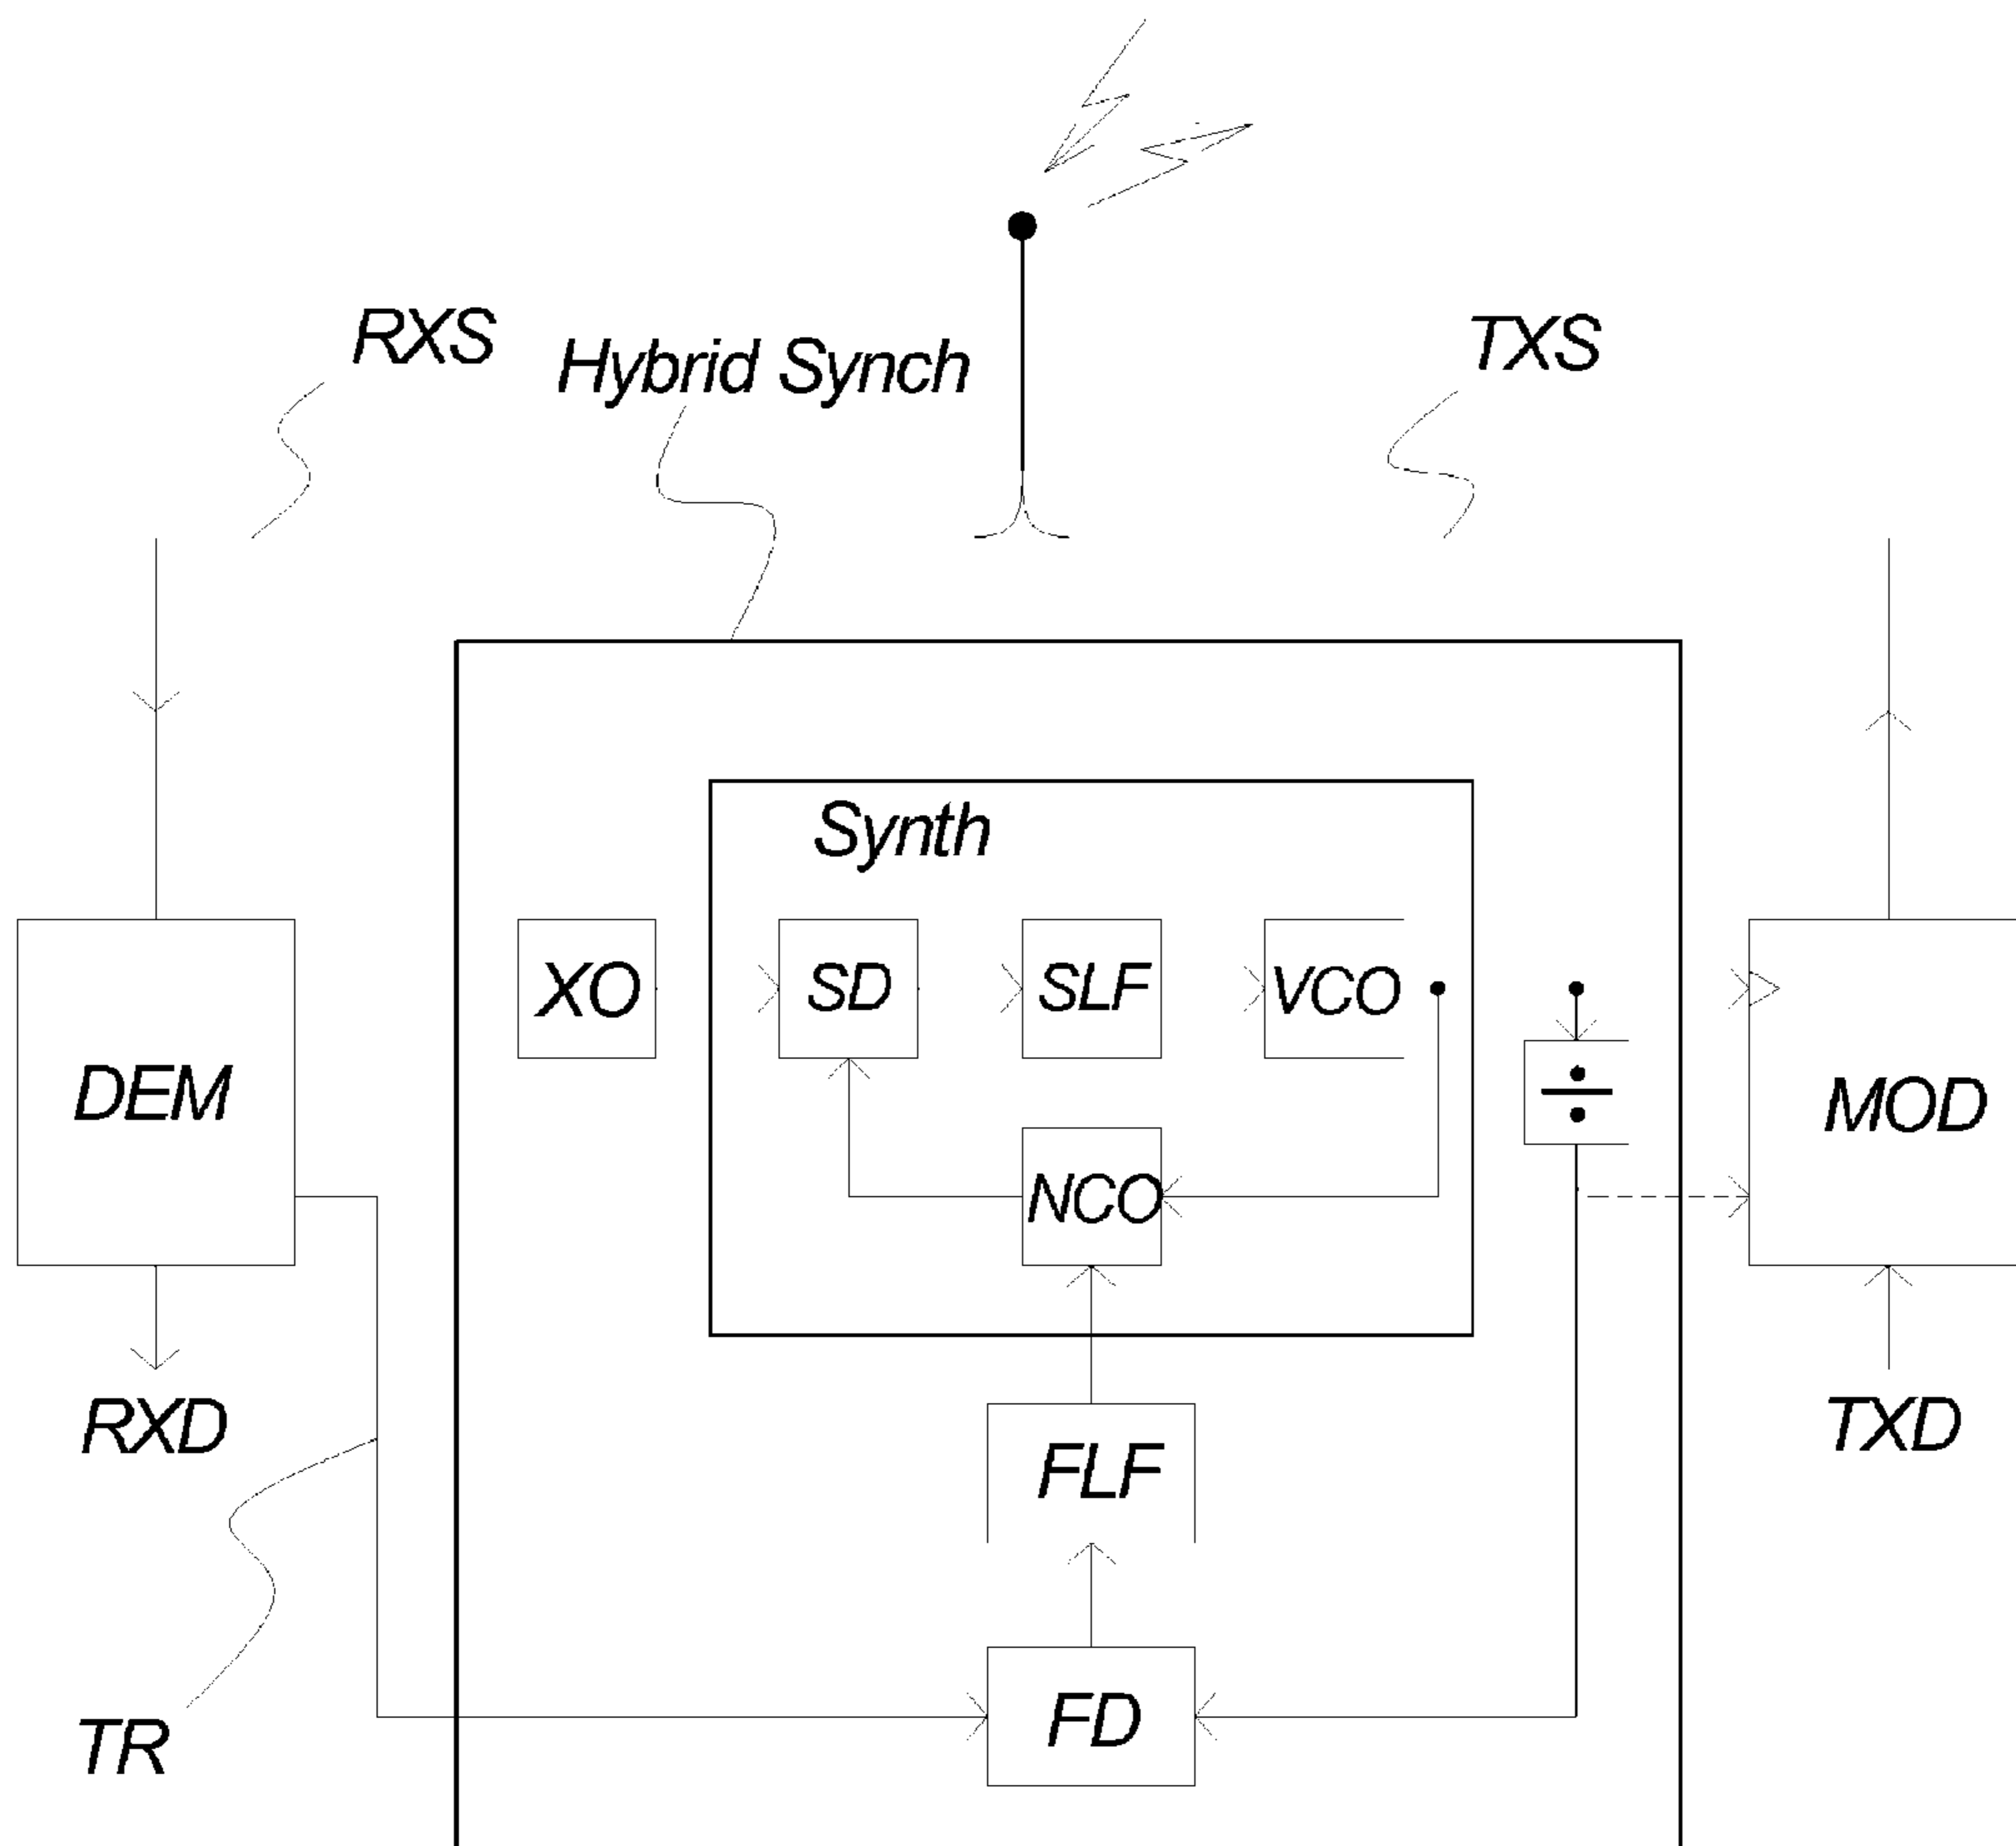 RXS
Hybrid Synch
TXS
Synth
XO
SD
SLF
VCO
DEM
÷
MOD
NCO
RXD
FLF
TXD
FD
TR